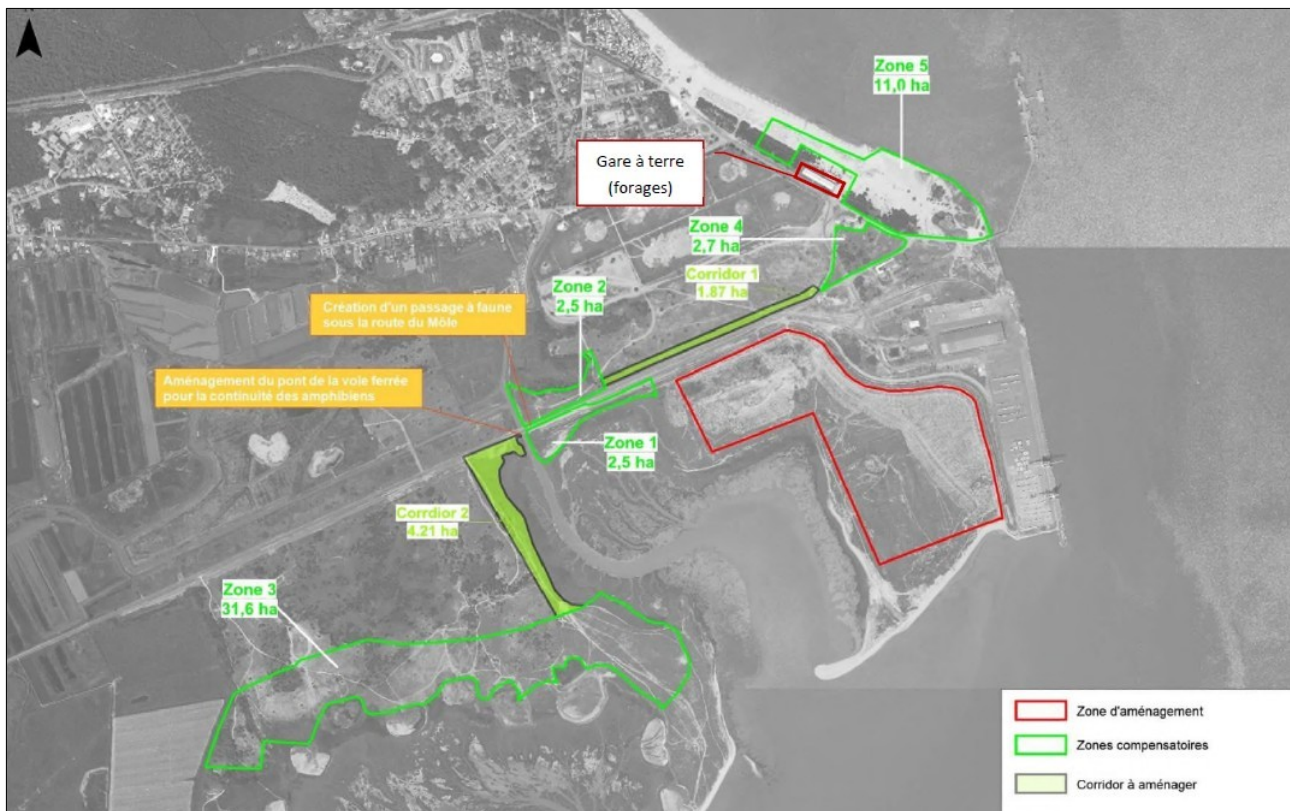 Zone 5
11,0 ha
Gare à terre
(forages)
Zone 4
2,7 ha
Corridor 1
1.87 ha
Zone 2
2,5 ha
Création d'un passage à faune
sous la route du Môle
Aménagement du pont de la voie ferrée
pour la continuité des amphibiens
Zone 1
2,5 ha
Corrdior 2
4.21 ha
Zone 3
31,6 ha
Zone d'aménagement
Zones compensatoires
Corridor à aménager